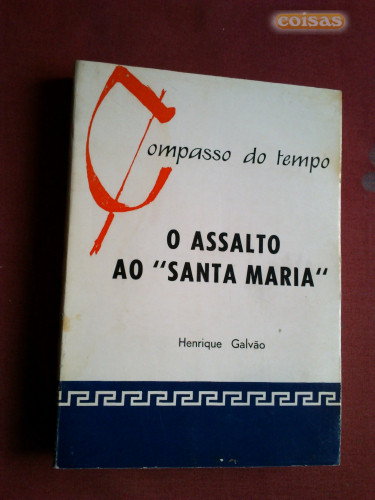 coisas
Compasso do tempo
O ASSALTO
AO "SANTA MARIA"
Henrique Galvão